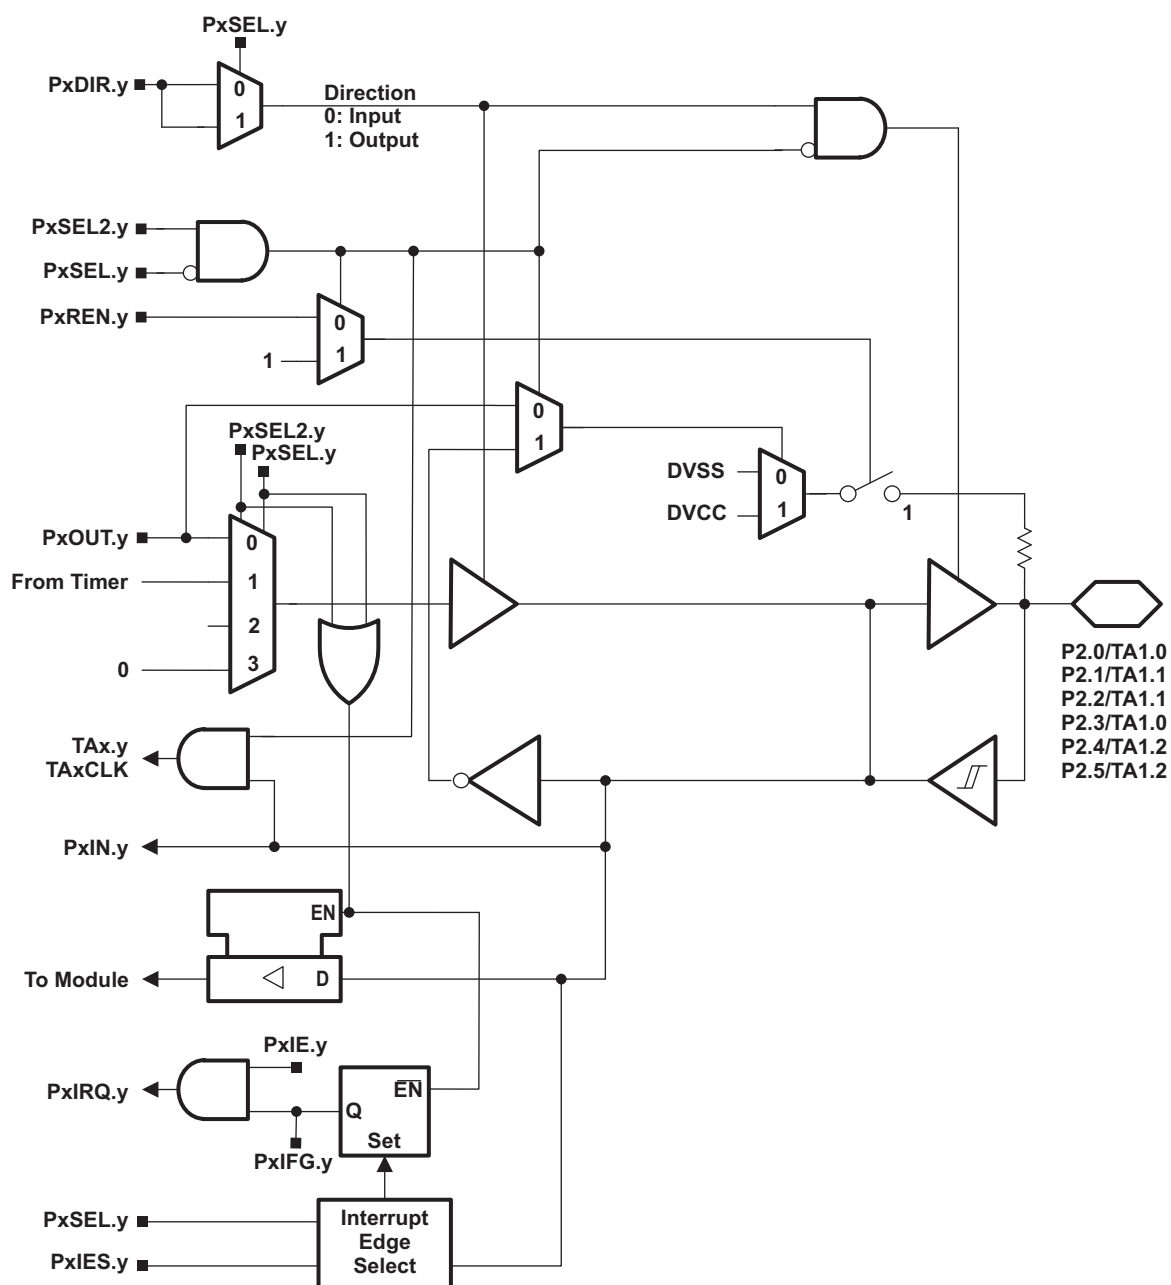 PxSEL.y
PxDIR.y
0
1
Direction
0: Input
1: Output
PxSEL2.y
PxSEL.y
PxREN.y
0
1
1
0
1
PxSEL2.y
PxSEL.y
DVSS
DVCC
0
1
1
PxOUT.y
From Timer
0
0
1
2
3
P2.0/TA1.0
P2.1/TA1.1
P2.2/TA1.1
P2.3/TA1.0
P2.4/TA1.2
P2.5/TA1.2
TAx.y
TAxCLK
PxIN.y
EN
D
To Module
PxIE.y
PxIRQ.y
EN
Q
Set
PxIFG.y
PxSEL.y
PxIES.y
Interrupt
Edge
Select